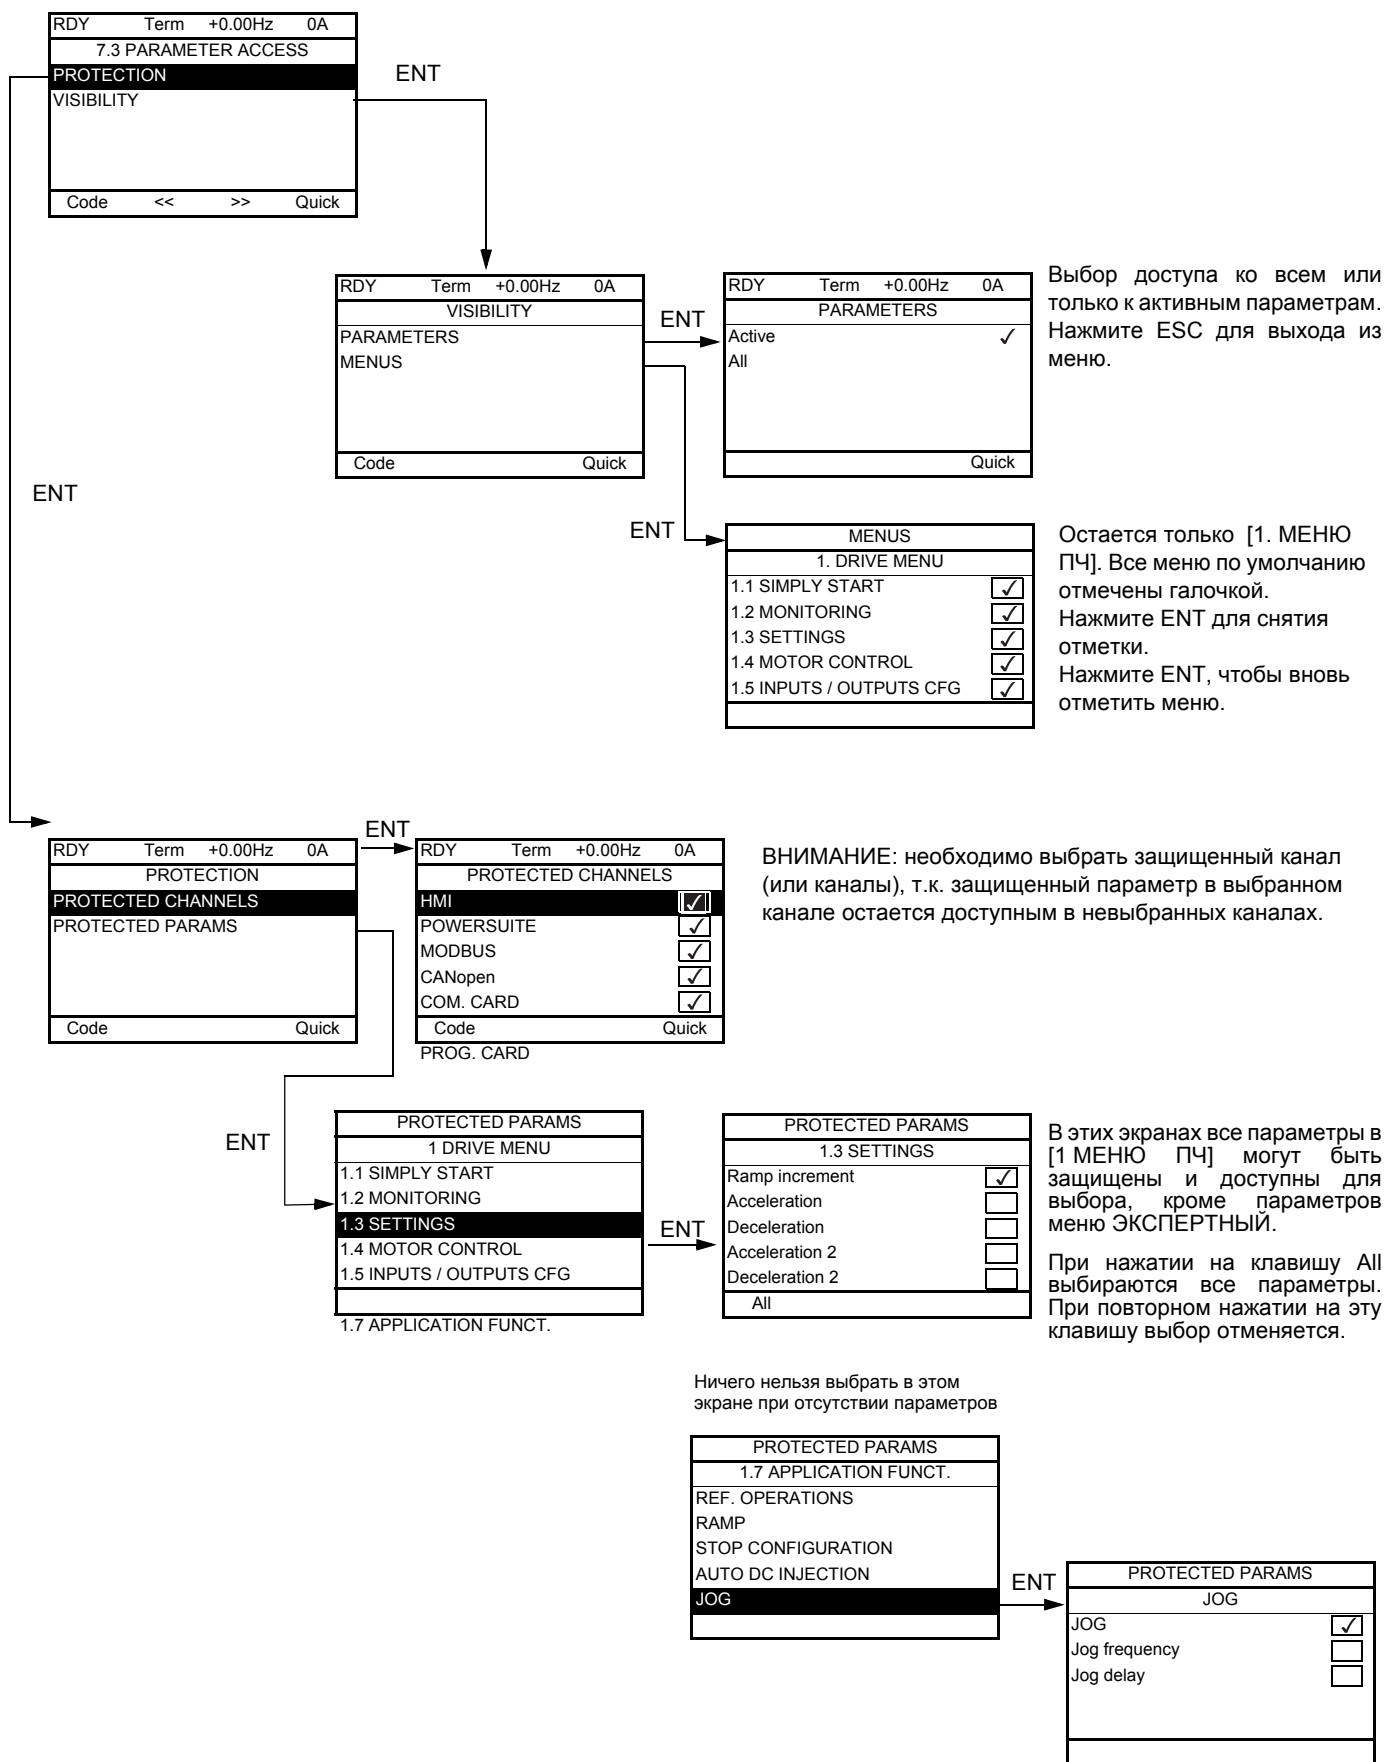 RDY Term +0.00Hz 0A
7.3 PARAMETER ACCESS
PROTECTION
VISIBILITY
Code << >> Quick
ENT
RDY Term +0.00Hz 0A
VISIBILITY
PARAMETERS
MENUS
Code Quick
ENT
RDY Term +0.00Hz 0A
PARAMETERS
Active ✓
All
Quick
Выбор доступа ко всем или
только к активным параметрам.
Нажмите ESC для выхода из
меню.
ENT
ENT
MENUS
1. DRIVE MENU
1.1 SIMPLY START ✓
1.2 MONITORING ✓
1.3 SETTINGS ✓
1.4 MOTOR CONTROL ✓
1.5 INPUTS / OUTPUTS CFG ✓
Остается только [1. МЕНЮ
ПЧ]. Все меню по умолчанию
отмечены галочкой.
Нажмите ENT для снятия
отметки.
Нажмите ENT, чтобы вновь
отметить меню.
RDY Term +0.00Hz 0A
PROTECTION
PROTECTED CHANNELS
PROTECTED PARAMS
Code Quick
ENT
RDY Term +0.00Hz 0A
PROTECTED CHANNELS
HMI ✓
POWERSUITE ✓
MODBUS ✓
CANopen ✓
COM. CARD ✓
Code Quick
PROG. CARD
ВНИМАНИЕ: необходимо выбрать защищенный канал
(или каналы), т.к. защищенный параметр в выбранном
канале остается доступным в невыбранных каналах.
ENT
PROTECTED PARAMS
1 DRIVE MENU
1.1 SIMPLY START
1.2 MONITORING
1.3 SETTINGS
1.4 MOTOR CONTROL
1.5 INPUTS / OUTPUTS CFG
1.7 APPLICATION FUNCT.
ENT
PROTECTED PARAMS
1.3 SETTINGS
Ramp increment ✓
Acceleration
Deceleration
Acceleration 2
Deceleration 2
All
В этих экранах все параметры в
[1 МЕНЮ ПЧ] могут быть
защищены и доступны для
выбора, кроме параметров
меню ЭКСПЕРТНЫЙ.
При нажатии на клавишу All
выбираются все параметры.
При повторном нажатии на эту
клавишу выбор отменяется.
Ничего нельзя выбрать в этом
экране при отсутствии параметров
PROTECTED PARAMS
1.7 APPLICATION FUNCT.
REF. OPERATIONS
RAMP
STOP CONFIGURATION
AUTO DC INJECTION
JOG
ENT
PROTECTED PARAMS
JOG
JOG ✓
Jog frequency
Jog delay